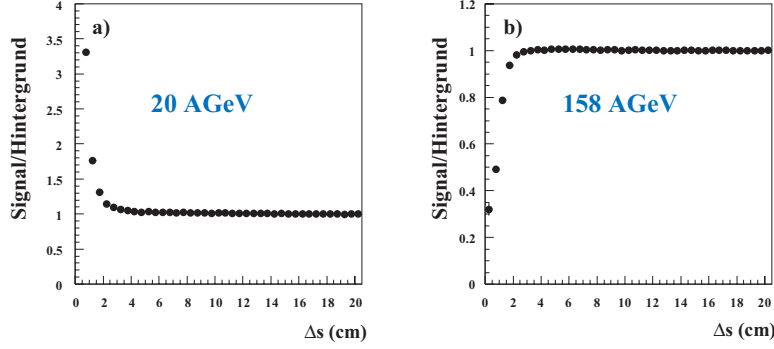 a)
20 AGeV
Signal/Hintergrund
4
3.5
3
2.5
2
1.5
1
0.5
0
0 2 4 6 8 10 12 14 16 18 20
Δs (cm)
b)
158 AGeV
Signal/Hintergrund
1.2
1
0.8
0.6
0.4
0.2
0
0 2 4 6 8 10 12 14 16 18 20
Δs (cm)